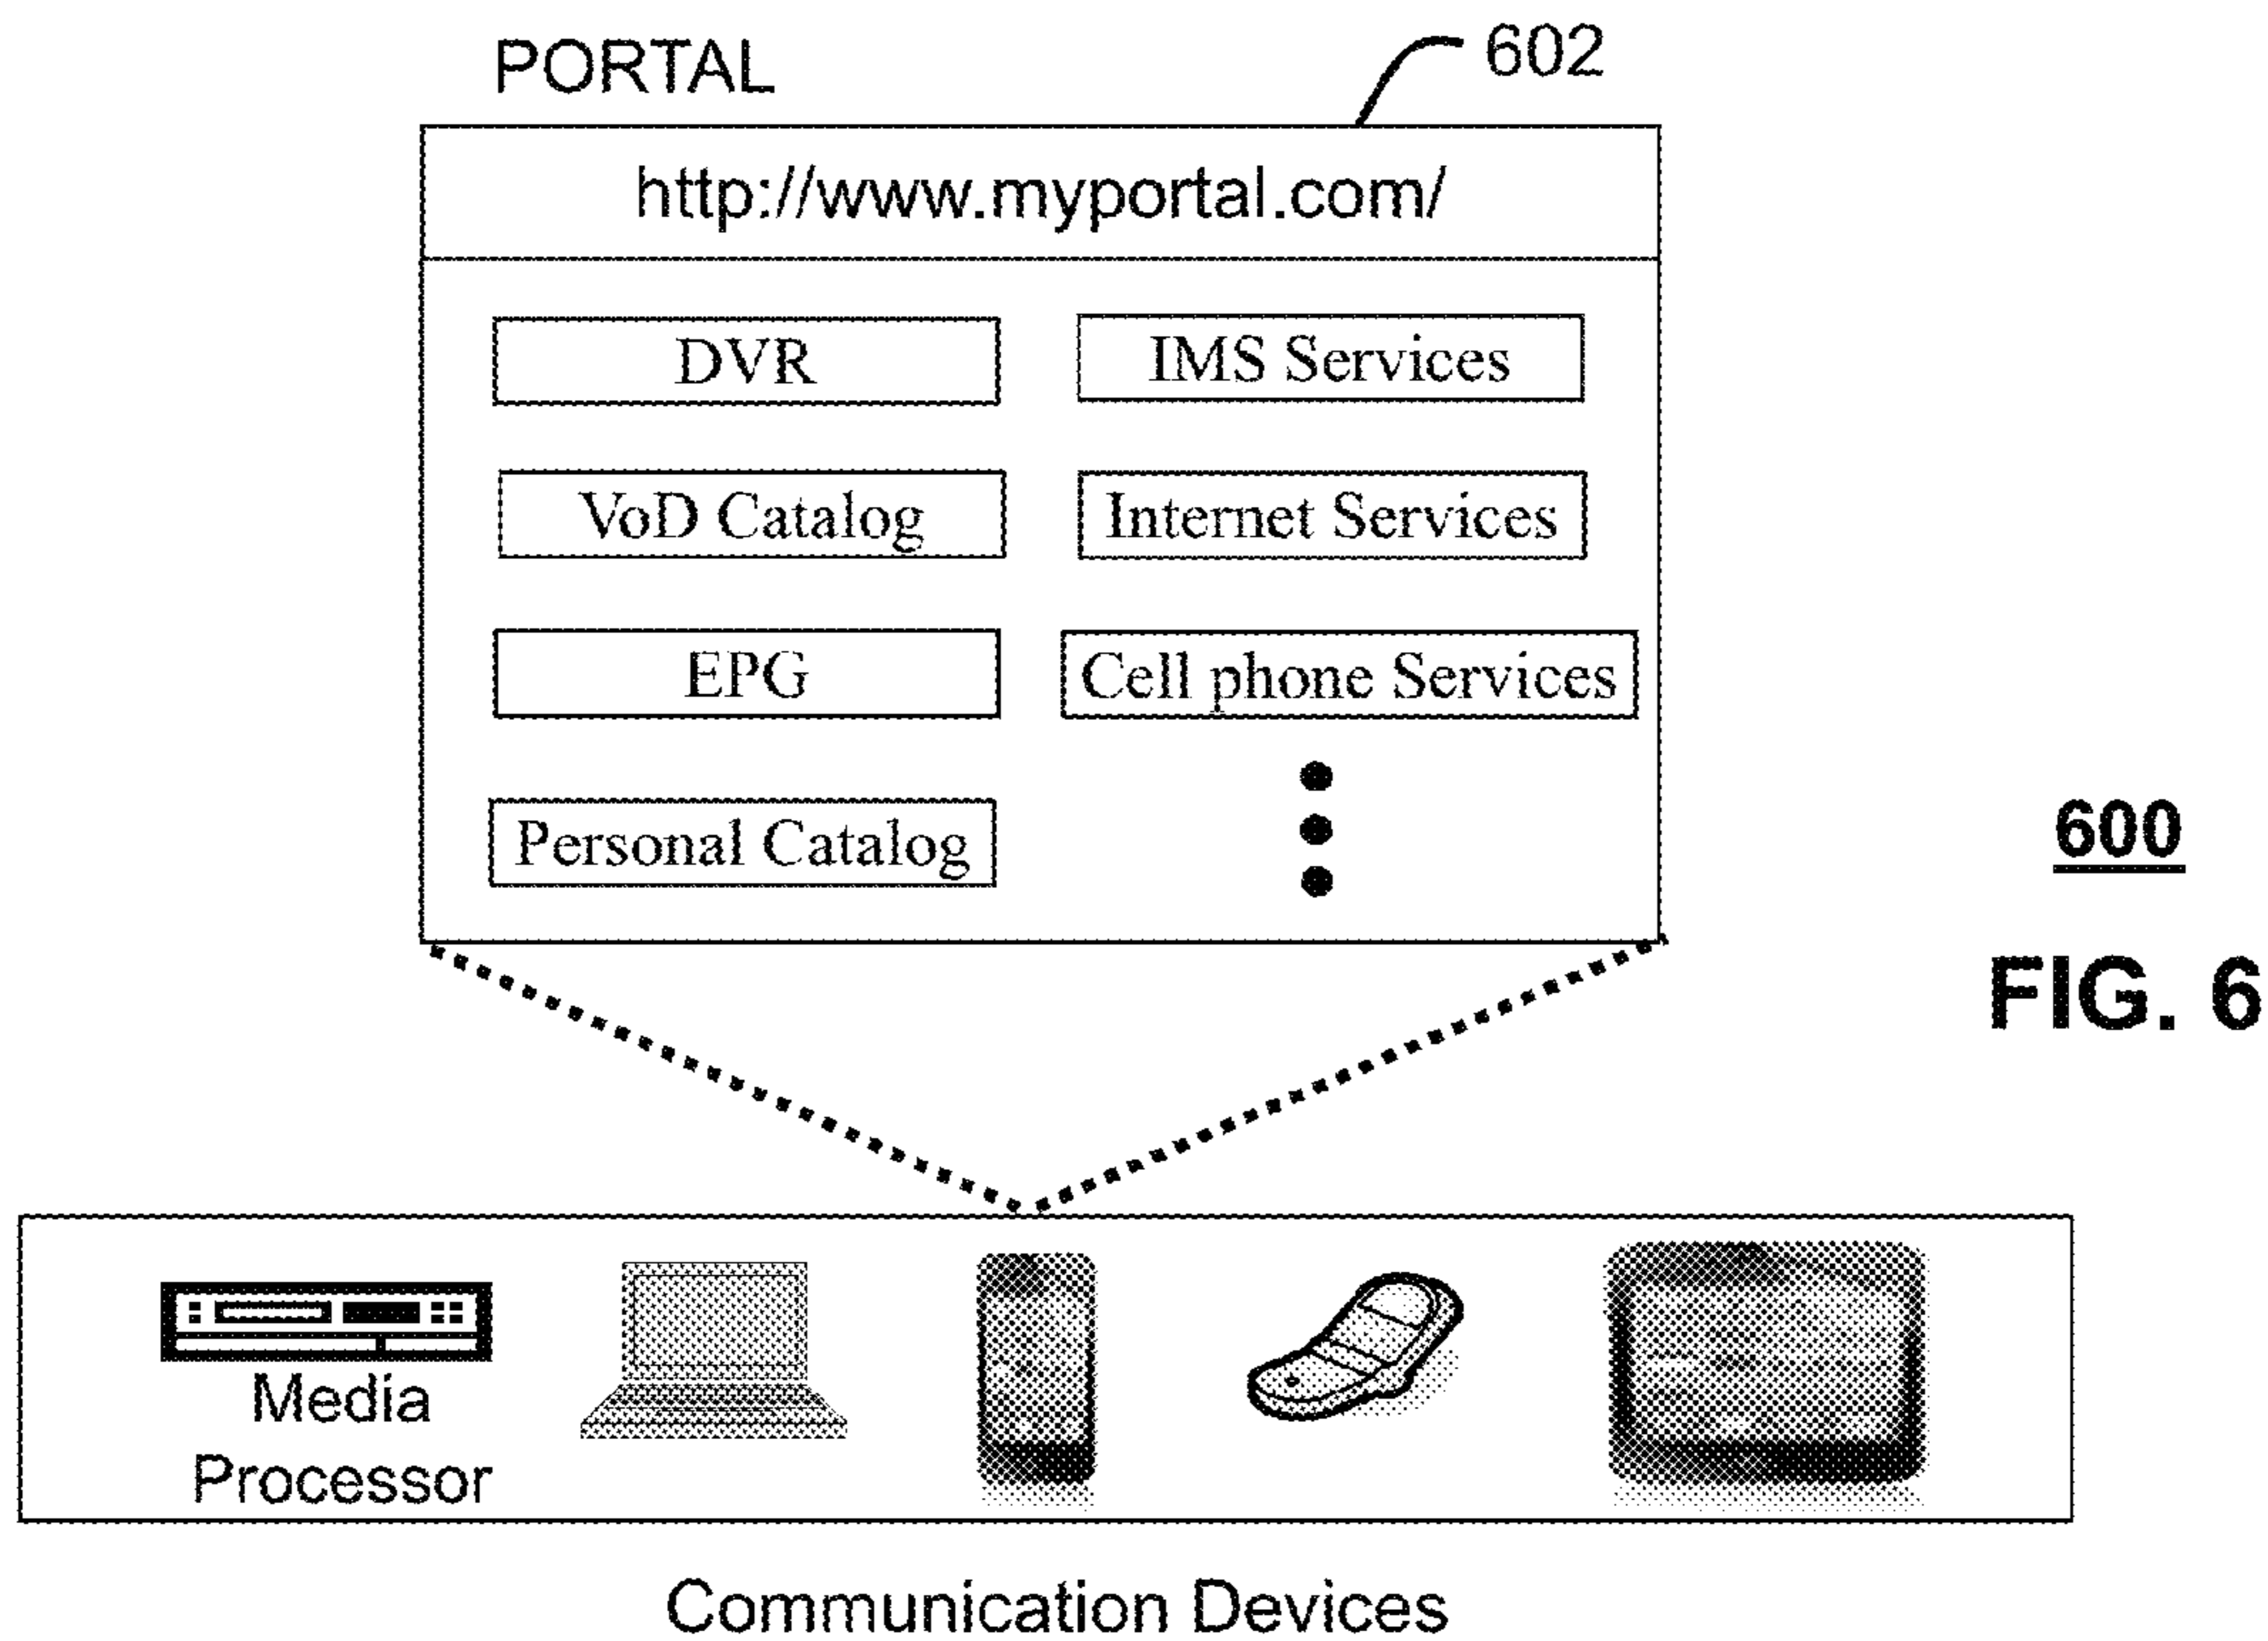 PORTAL
602
http://www.myportal.com/
DVR
IMS Services
VoD Catalog
Internet Services
EPG
Cell phone Services
Personal Catalog
600
FIG. 6
Media
Processor
Communication Devices